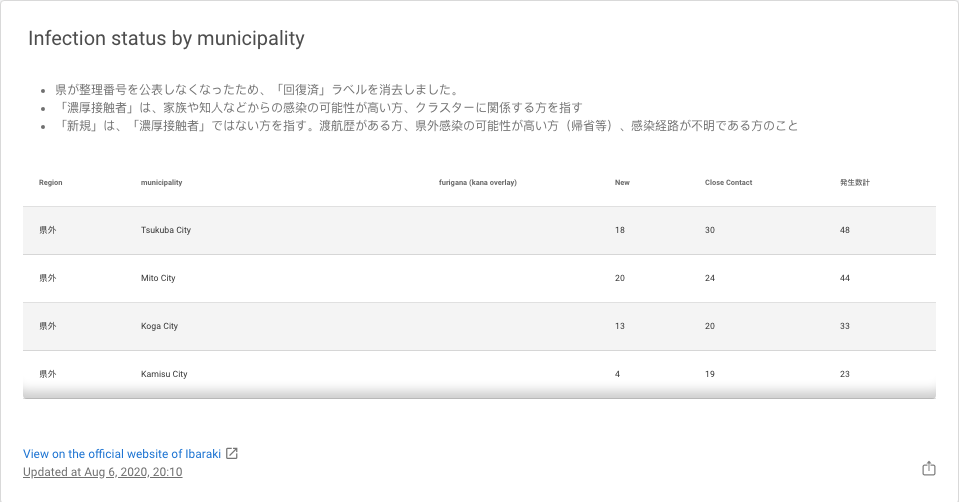 Infection status by municipality
県が整理番号を公表しなくなったため、「回復済」ラベルを消去しました。
「濃厚接触者」は、家族や知人などからの感染の可能性が高い方、クラスターに関係する方を指す
「新規」は、「濃厚接触者」ではない方を指す。渡航歴がある方、県外感染の可能性が高い方（帰省等）、感染経路が不明である方のこと
Region municipality furigana (kana overlay) New Close Contact 発生数計
県外 Tsukuba City 18 30 48
県外 Mito City 20 24 44
県外 Koga City 13 20 33
県外 Kamisu City 4 19 23
View on the official website of Ibaraki
Updated at Aug 6, 2020, 20:10